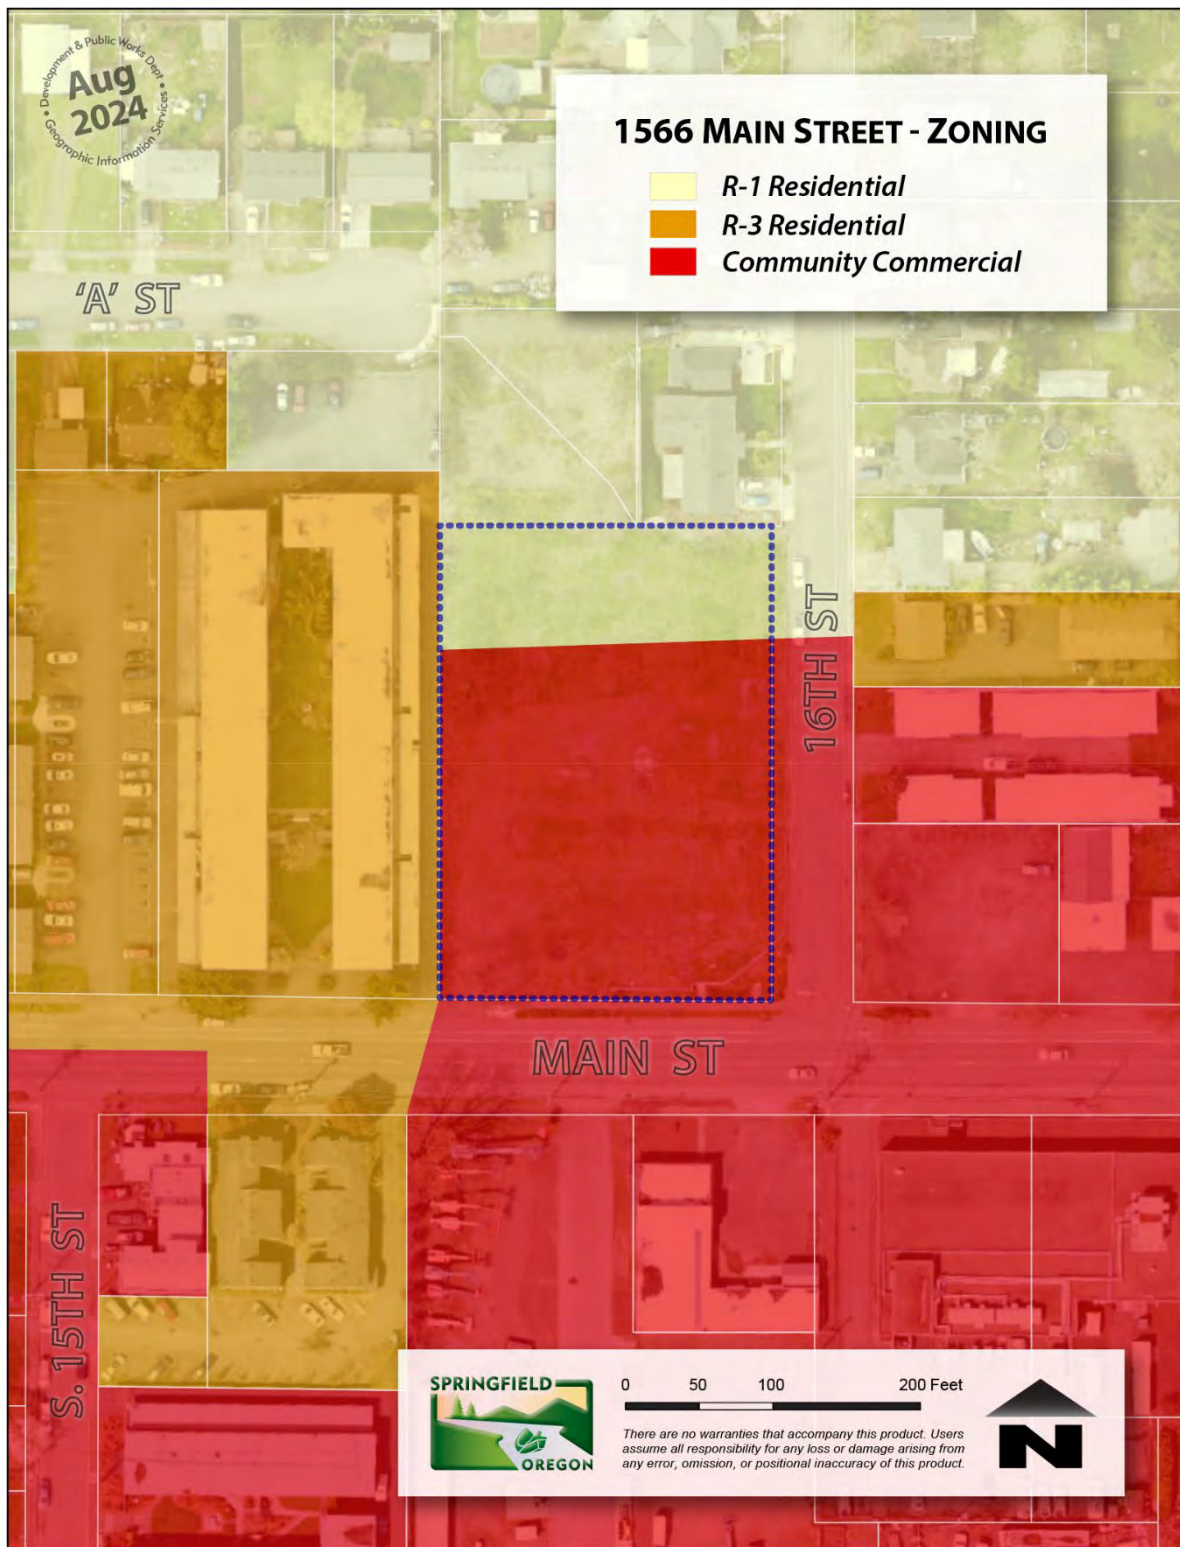 • Development & Public Works Dept •
Geographic Information Services
Aug
2024
1566 MAIN STREET - ZONING
R-1 Residential
R-3 Residential
Community Commercial
'A' ST
16TH ST
MAIN ST
S. 15TH ST
SPRINGFIELD
OREGON
0 50 100 200 Feet
There are no warranties that accompany this product. Users
assume all responsibility for any loss or damage arising from
any error, omission, or positional inaccuracy of this product.
N